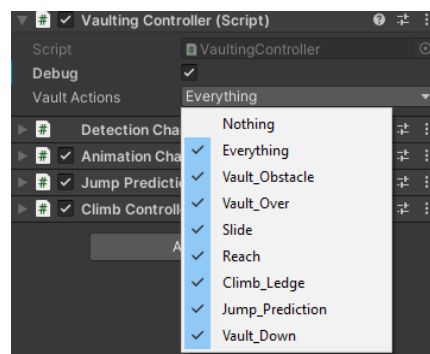 Vaulting Controller (Script)
Script VaultingController
Debug
Vault Actions Everything
Nothing
Detection Cha
Everything
Animation Cha
Vault_Obstacle
Jump Predicti
Vault_Over
Climb Controll
Slide
Reach
A
Climb_Ledge
Jump_Prediction
Vault_Down